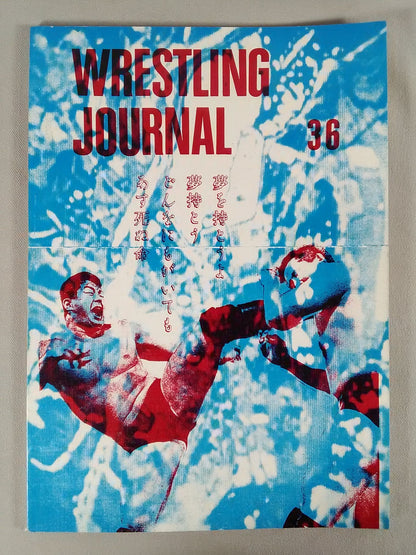 WRESTLING
JOURNAL
36
夢を持とうよ
夢持とう
どんなにもがいても
あす死ぬ命